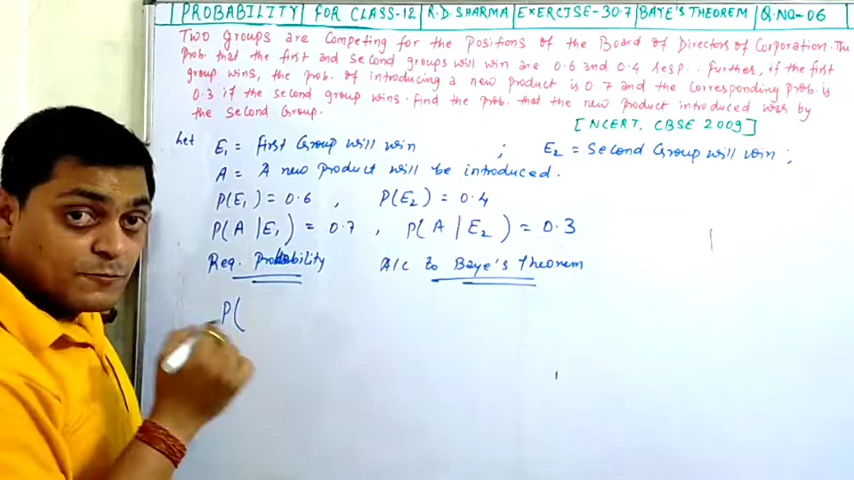 PROBABILITY | FOR CLASS-12 | R.D SHARMA | EXERCISE-30.7 | BAYE'S THEOREM | Q.NO-06
Two Groups are Competing for the Positions of the Board of Directors of Corporation. The
Prob. that the first and Second groups will win are 0.6 and 0.4 resp.. further, if the first
group wins, the prob. of introducing a new product is 0.7 and the Corresponding prob. is
0.3 if the second group wins. Find the prob. that the new product introduced was by
the Second Group.
[NCERT, CBSE 2009]
Let E1 = first Group will win ; E2 = Second Group will win ;
A = A new product will be introduced.
P(E1) = 0.6 , P(E2) = 0.4
P(A | E1) = 0.7 , P(A | E2) = 0.3
Req. Probability A/C to Baye's Theorem
P(